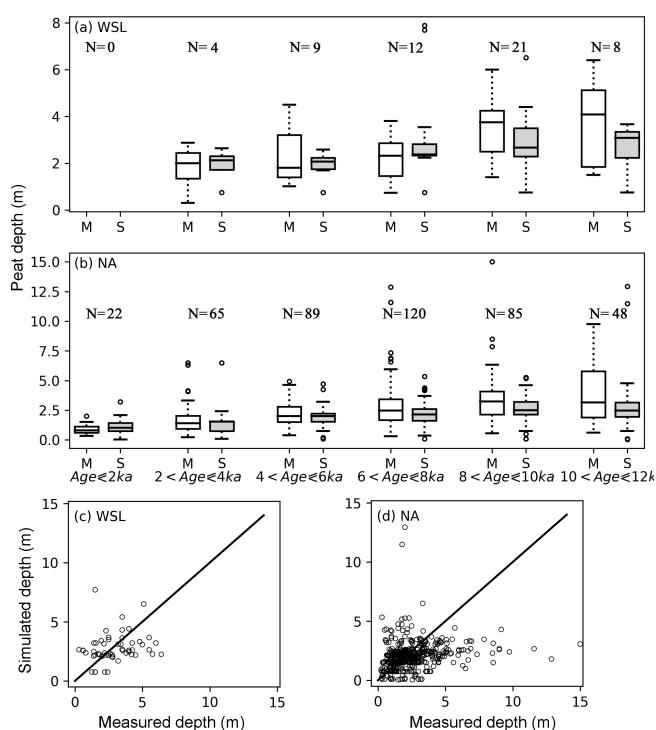 (a) WSL
N=0 N=4 N=9 N=12 N=21 N=8
8
6
4
2
0
M S M S M S M S M S M S
Peat depth (m)
(b) NA
N=22 N=65 N=89 N=120 N=85 N=48
15.0
12.5
10.0
7.5
5.0
2.5
0.0
M S M S M S M S M S M S
Age⩽2ka 2 < Age⩽4ka 4 < Age⩽6ka 6 < Age⩽8ka 8 < Age⩽10ka 10 < Age⩽12k
(c) WSL
15
10
5
0
0 5 10 15
Simulated depth (m)
Measured depth (m)
(d) NA
15
10
5
0
0 5 10 15
Measured depth (m)